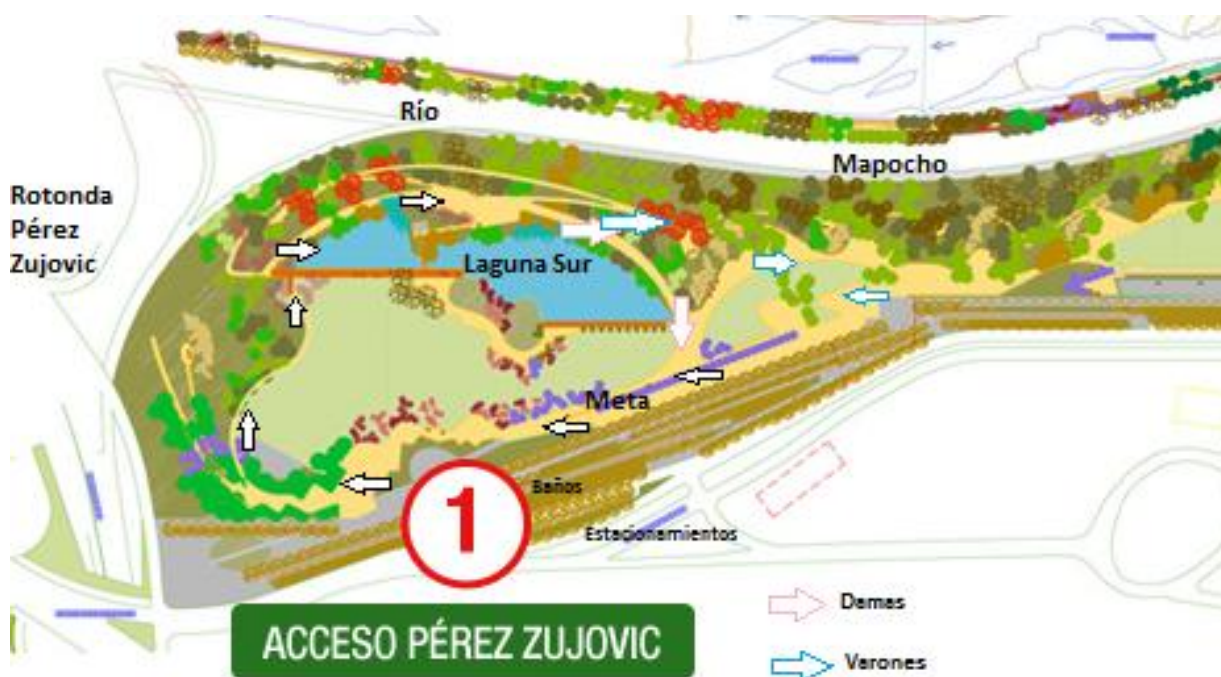 Río
Mapocho
Rotonda
Pérez
Zujovic
Laguna Sur
Meta
1
Baños
Estacionamientos
ACCESO PÉREZ ZUJOVIC
Damas
Varones